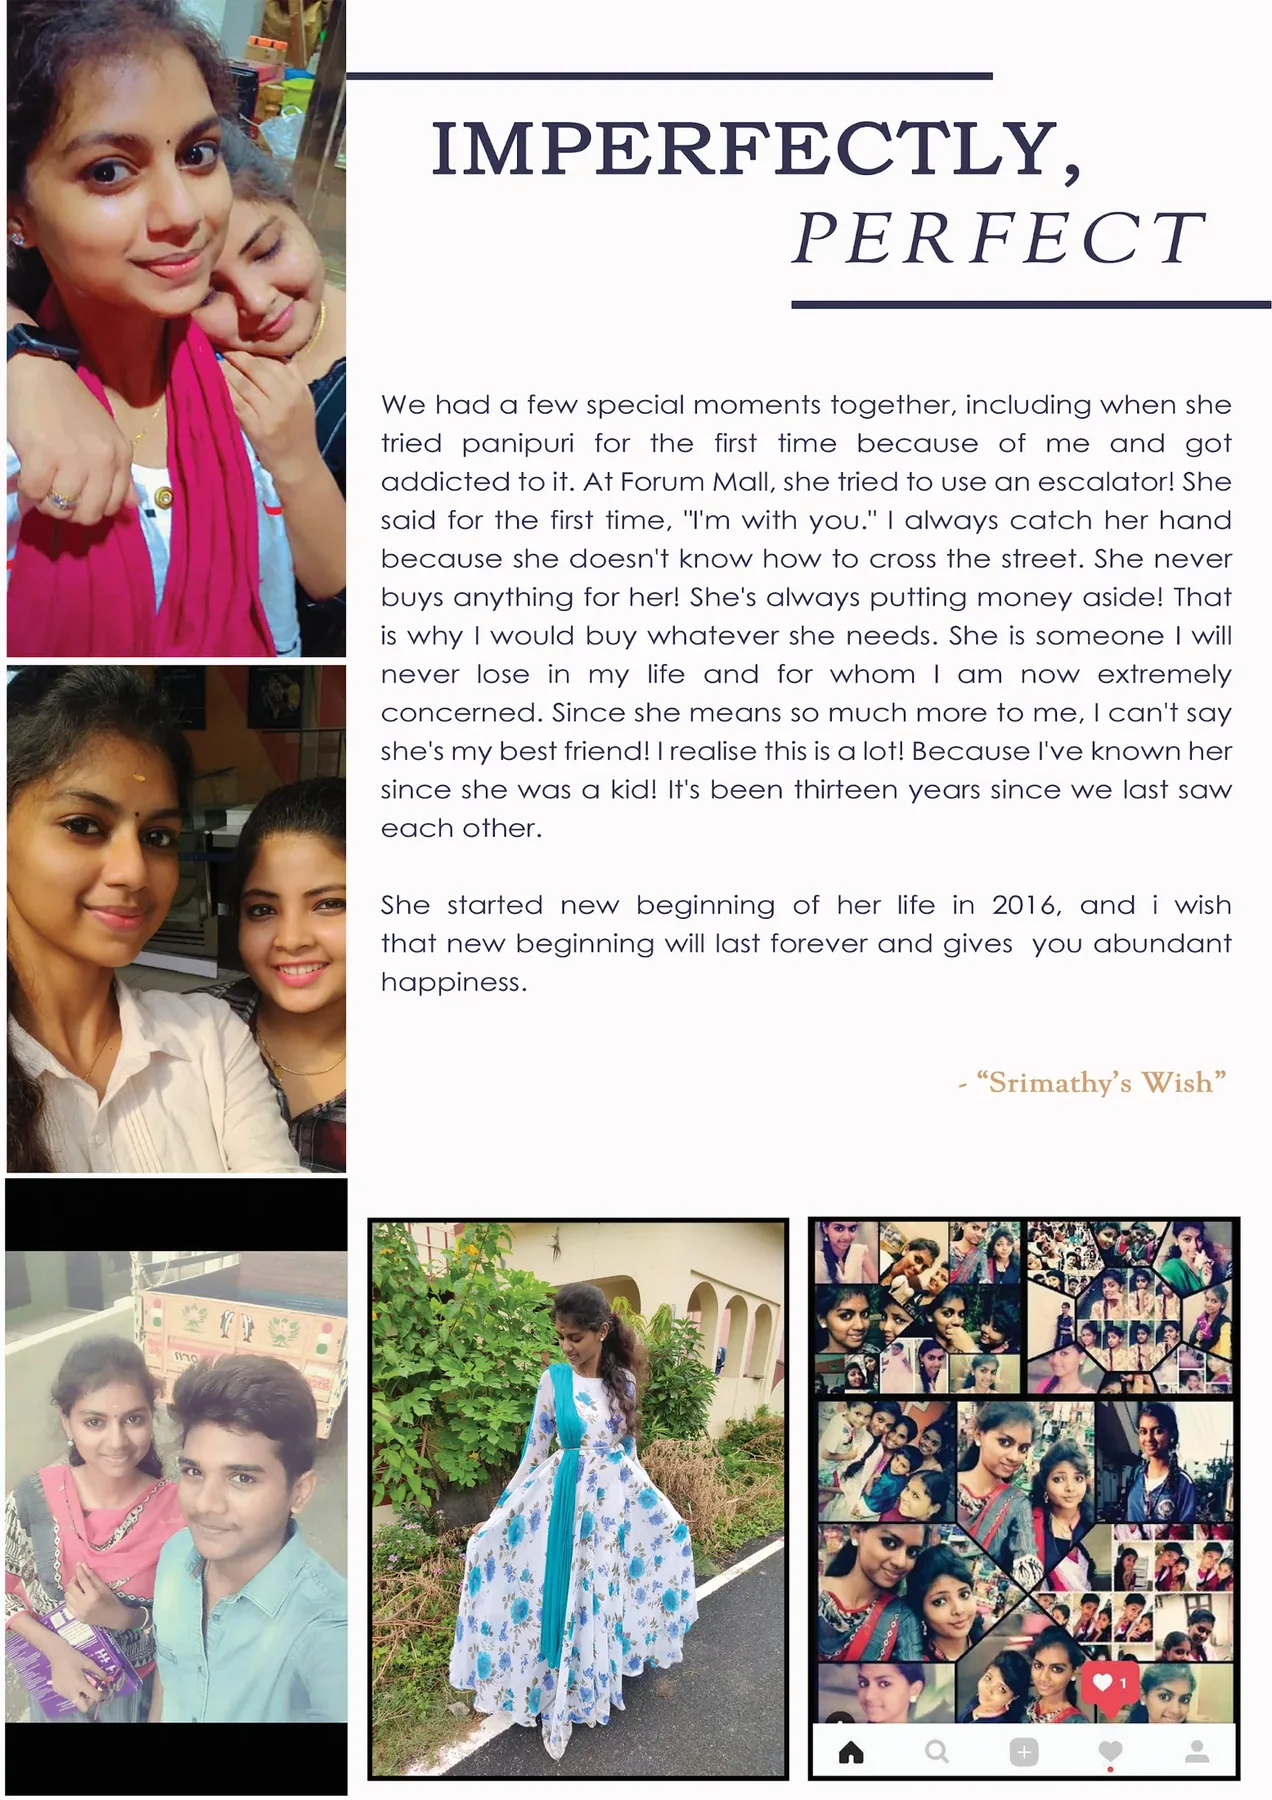 IMPERFECTLY,
PERFECT
We had a few special moments together, including when she
tried panipuri for the first time because of me and got
addicted to it. At Forum Mall, she tried to use an escalator! She
said for the first time, "I'm with you." I always catch her hand
because she doesn't know how to cross the street. She never
buys anything for her! She's always putting money aside! That
is why I would buy whatever she needs. She is someone I will
never lose in my life and for whom I am now extremely
concerned. Since she means so much more to me, I can't say
she's my best friend! I realise this is a lot! Because I've known her
since she was a kid! It's been thirteen years since we last saw
each other.
She started new beginning of her life in 2016, and i wish
that new beginning will last forever and gives you abundant
happiness.
- “Srimathy’s Wish”
1